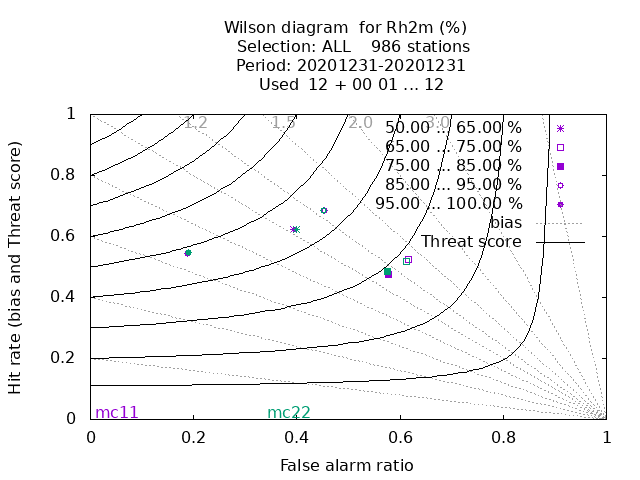 Wilson diagram  for Rh2m (%)
Selection: ALL    986 stations
Period: 20201231-20201231
Used  12 + 00 01 ... 12
Hit rate (bias and Threat score)
1
0.8
0.6
0.4
0.2
0
1.2
1.5
2.0
3.0
50.00 ... 65.00 %
65.00 ... 75.00 %
75.00 ... 85.00 %
85.00 ... 95.00 %
95.00 ... 100.00 %
bias
Threat score
mc11
mc22
0
0.2
0.4
0.6
0.8
1
False alarm ratio